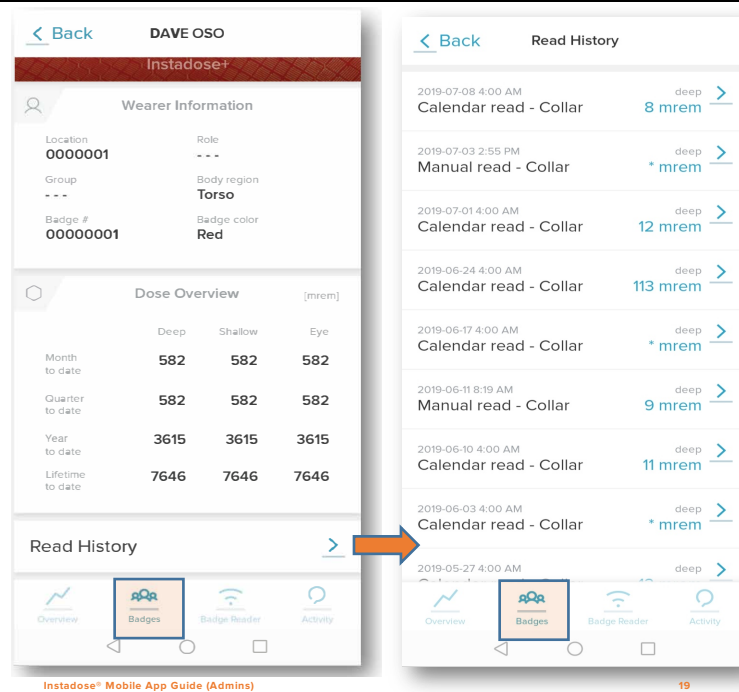 Back
DAVE OSO
Instadose+
Wearer Information
Location Role
0000001 - - -
Group Body region
- - - Torso
Badge # Badge color
00000001 Red
Dose Overview [mrem]
Deep Shallow Eye
Month
to date 582 582 582
Quarter
to date 582 582 582
Year
to date 3615 3615 3615
Lifetime
to date 7646 7646 7646
Read History
Overview Badges Badge Reader Activity
Back
Read History
2019-07-08 4:00 AM deep
Calendar read - Collar 8 mrem
2019-07-03 2:55 PM deep
Manual read - Collar * mrem
2019-07-01 4:00 AM deep
Calendar read - Collar 12 mrem
2019-06-24 4:00 AM deep
Calendar read - Collar 113 mrem
2019-06-17 4:00 AM deep
Calendar read - Collar * mrem
2019-06-11 8:19 AM deep
Manual read - Collar 9 mrem
2019-06-10 4:00 AM deep
Calendar read - Collar 11 mrem
2019-06-03 4:00 AM deep
Calendar read - Collar * mrem
2019-05-27 4:00 AM deep
Overview Badges Badge Reader Activity
Instadose® Mobile App Guide (Admins) 19